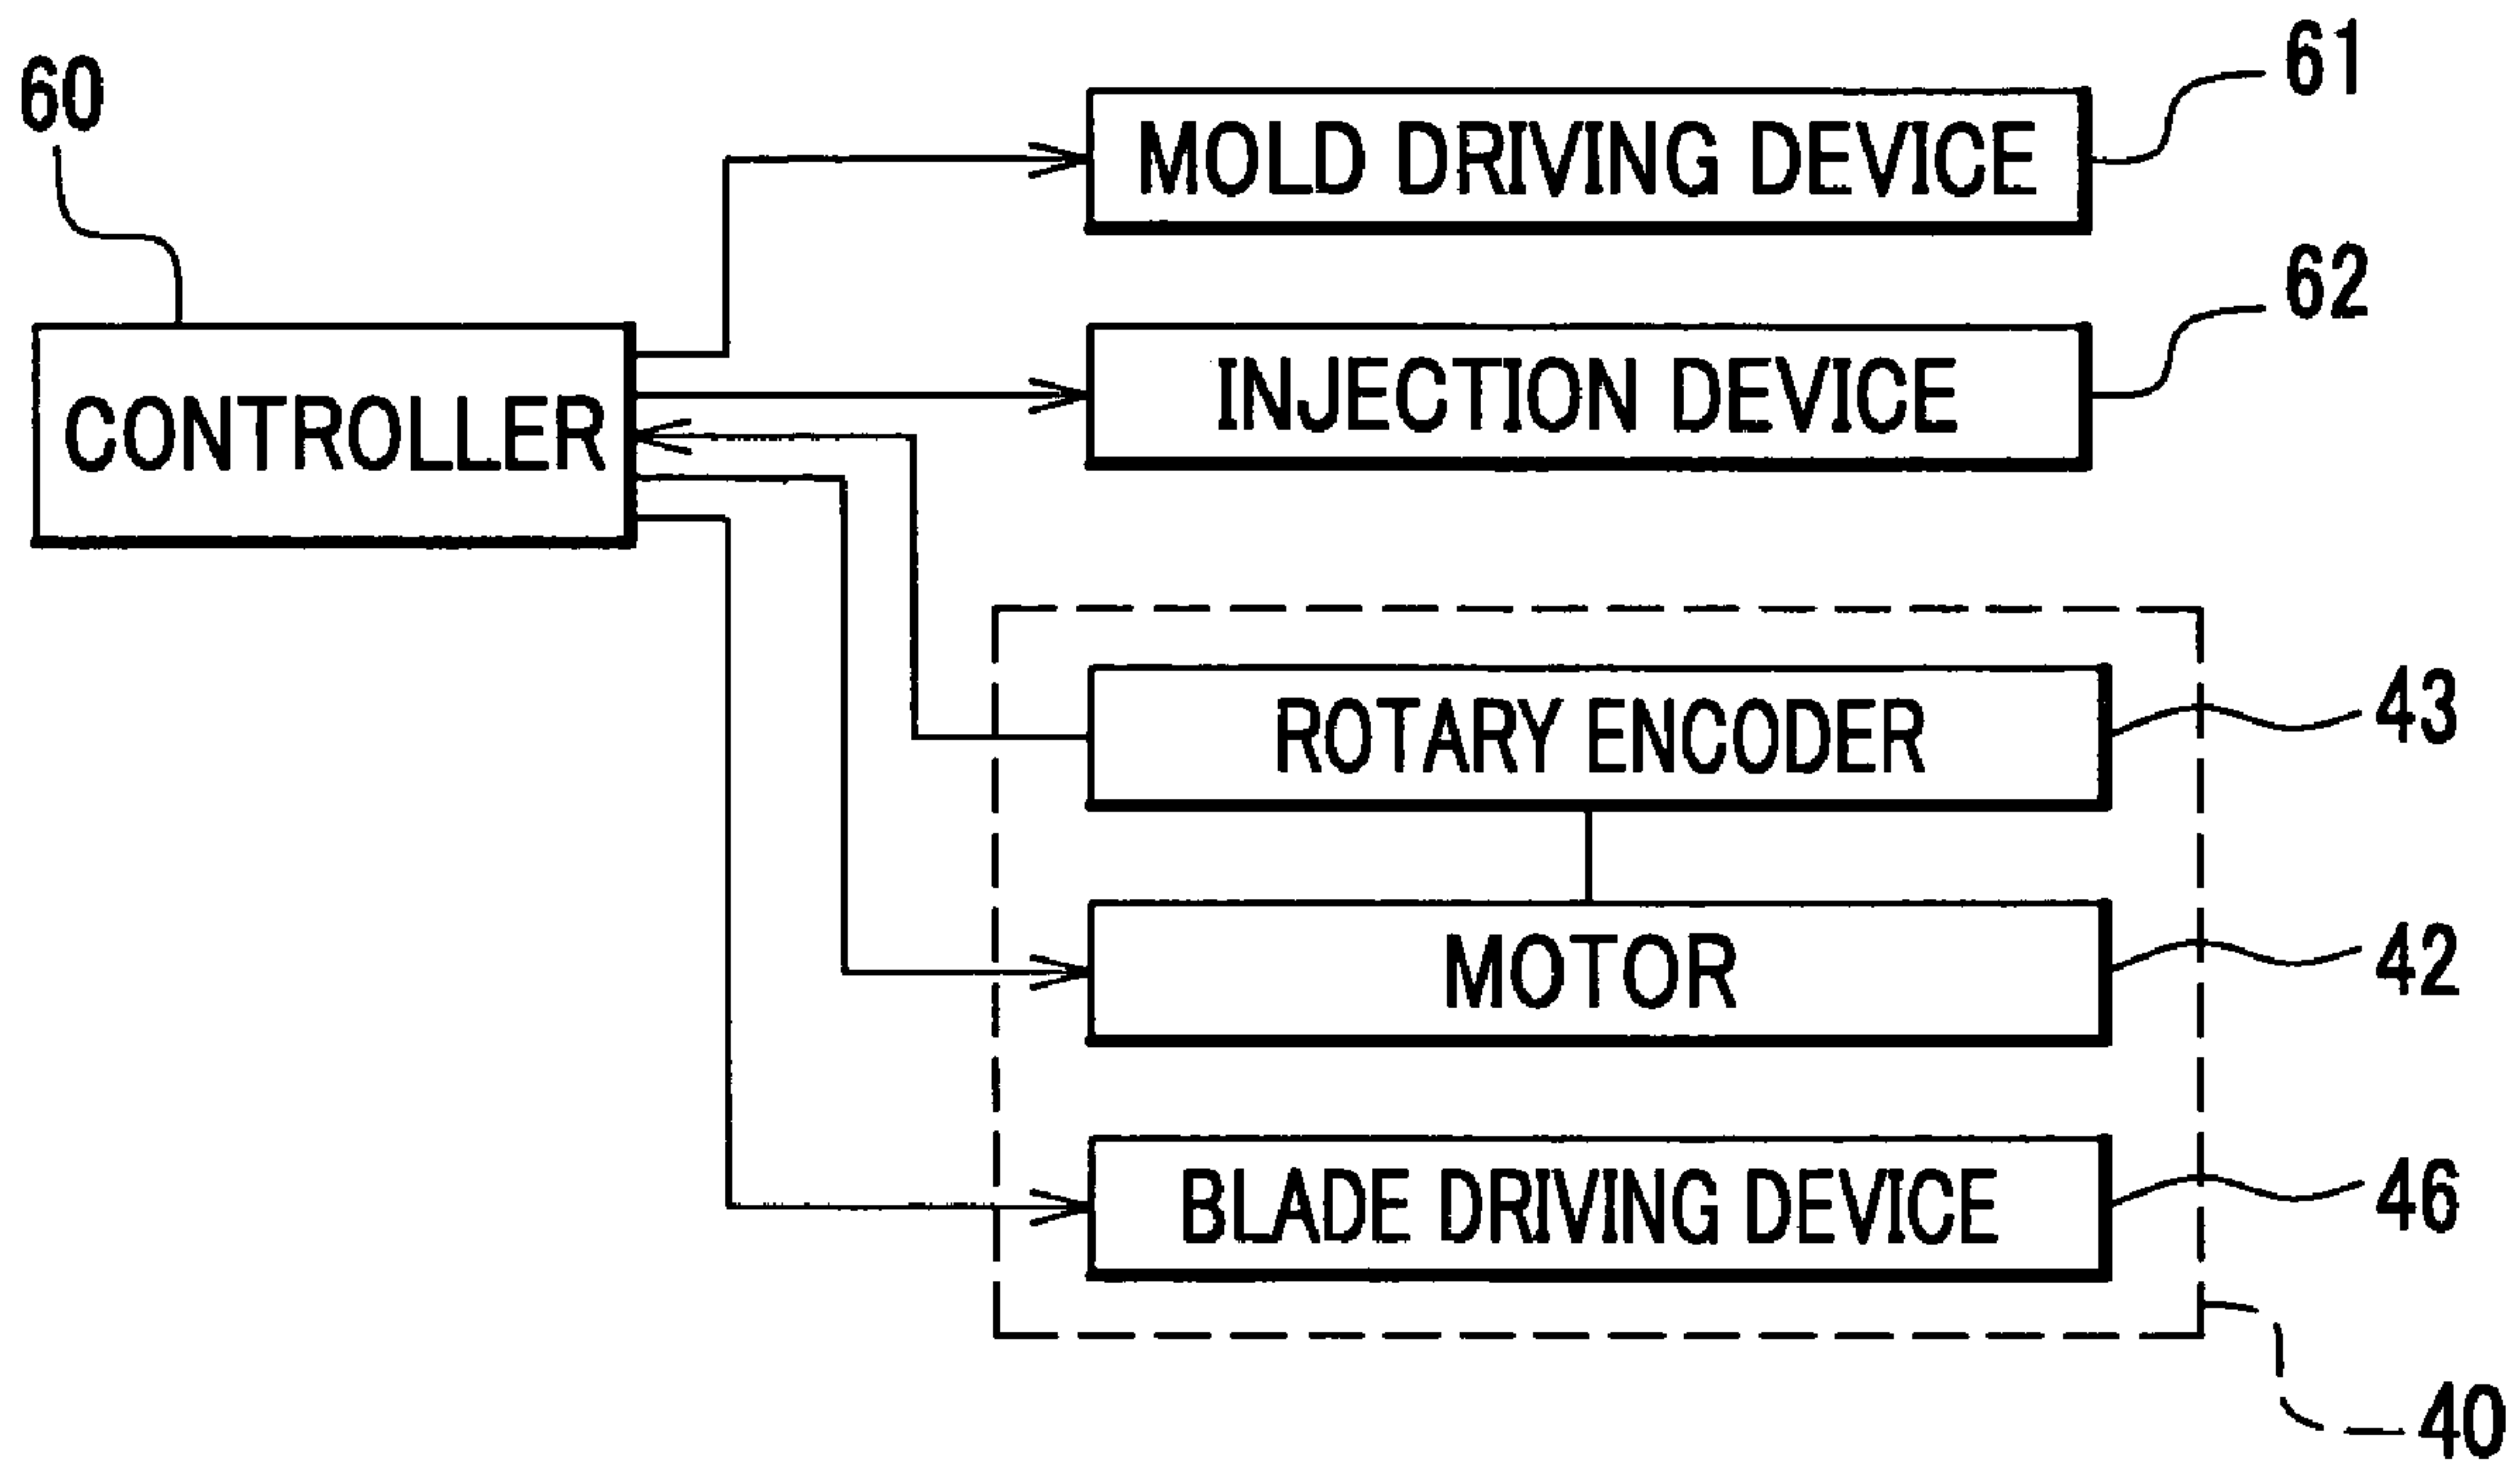 60
61
MOLD DRIVING DEVICE
62
INJECTION DEVICE
CONTROLLER
43
ROTARY ENCODER
42
MOTOR
46
BLADE DRIVING DEVICE
40